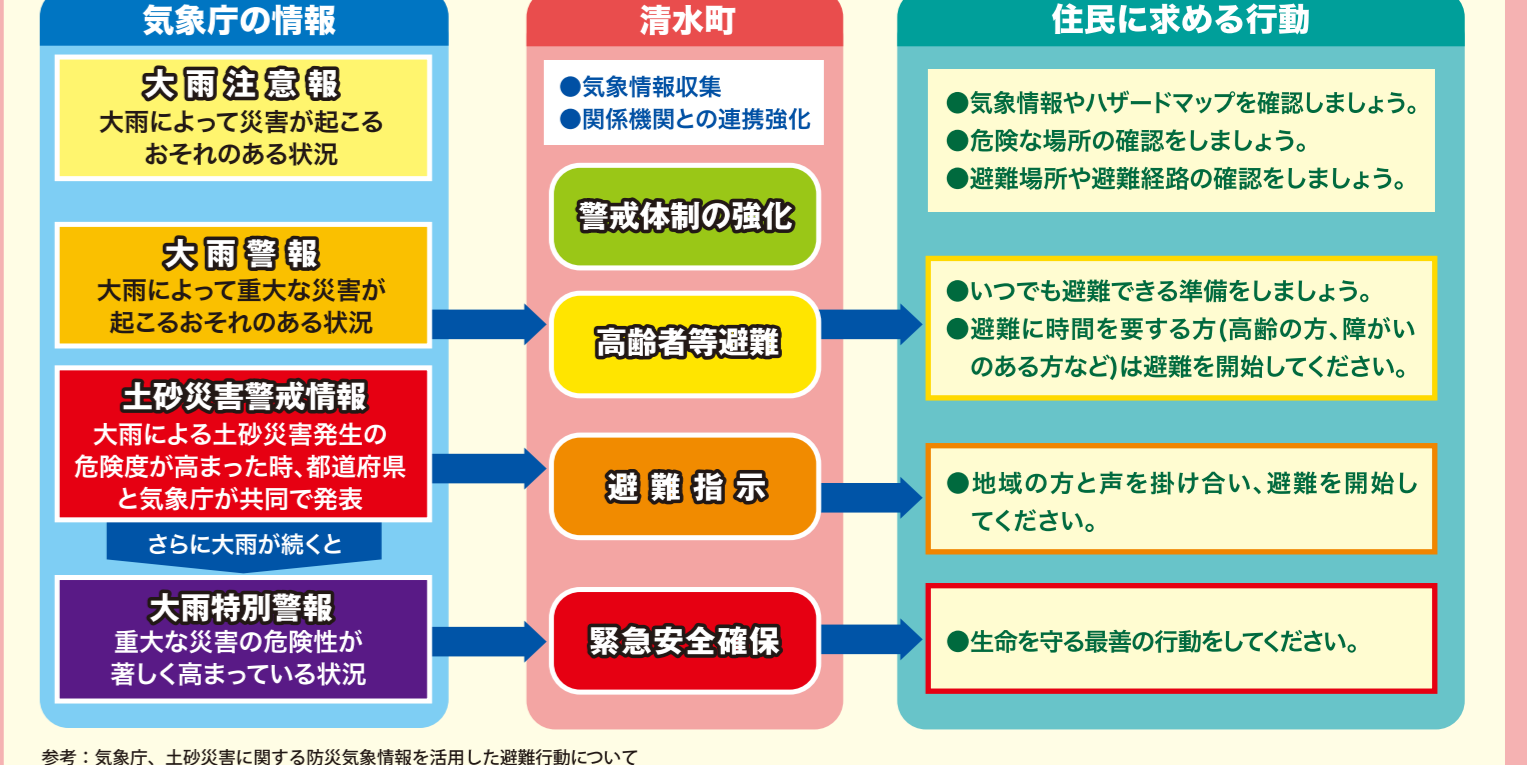 気象庁の情報
大雨注意報
大雨によって災害が起こる
おそれのある状況
大雨警報
大雨によって重大な災害が
起こるおそれのある状況
土砂災害警戒情報
大雨による土砂災害発生の
危険度が高まった時、都道府県
と気象庁が共同で発表
さらに大雨が続くと
大雨特別警報
重大な災害の危険性が
著しく高まっている状況
清水町
●気象情報収集
●関係機関との連携強化
警戒体制の強化
高齢者等避難
避難指示
緊急安全確保
住民に求める行動
●気象情報やハザードマップを確認しましょう。
●危険な場所の確認をしましょう。
●避難場所や避難経路の確認をしましょう。
●いつでも避難できる準備をしましょう。
●避難に時間を要する方(高齢の方、障がい
のある方など)は避難を開始してください。
●地域の方と声を掛け合い、避難を開始し
てください。
●生命を守る最善の行動をしてください。
参考：気象庁、土砂災害に関する防災気象情報を活用した避難行動について